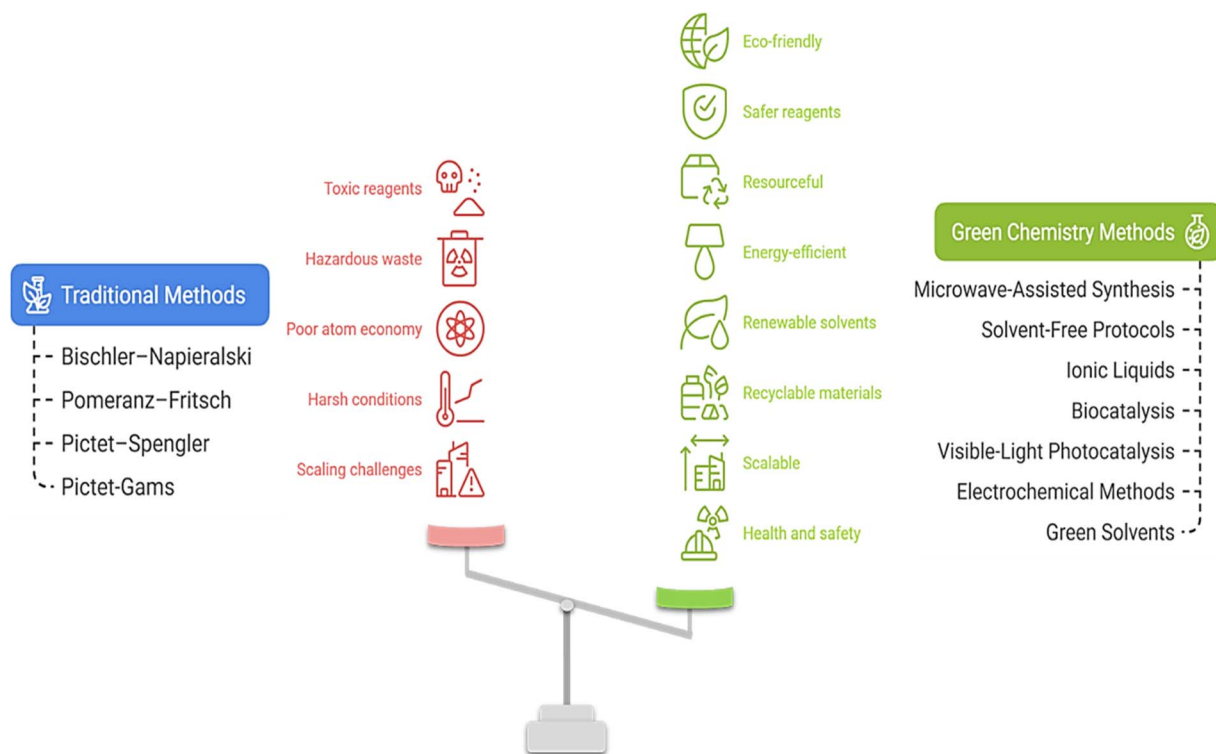 Traditional Methods
Bischler–Napieralski
Pomeranz–Fritsch
Pictet–Spengler
Pictet-Gams
Toxic reagents
Hazardous waste
Poor atom economy
Harsh conditions
Scaling challenges
Eco-friendly
Safer reagents
Resourceful
Energy-efficient
Renewable solvents
Recyclable materials
Scalable
Health and safety
Green Chemistry Methods
Microwave-Assisted Synthesis
Solvent-Free Protocols
Ionic Liquids
Biocatalysis
Visible-Light Photocatalysis
Electrochemical Methods
Green Solvents